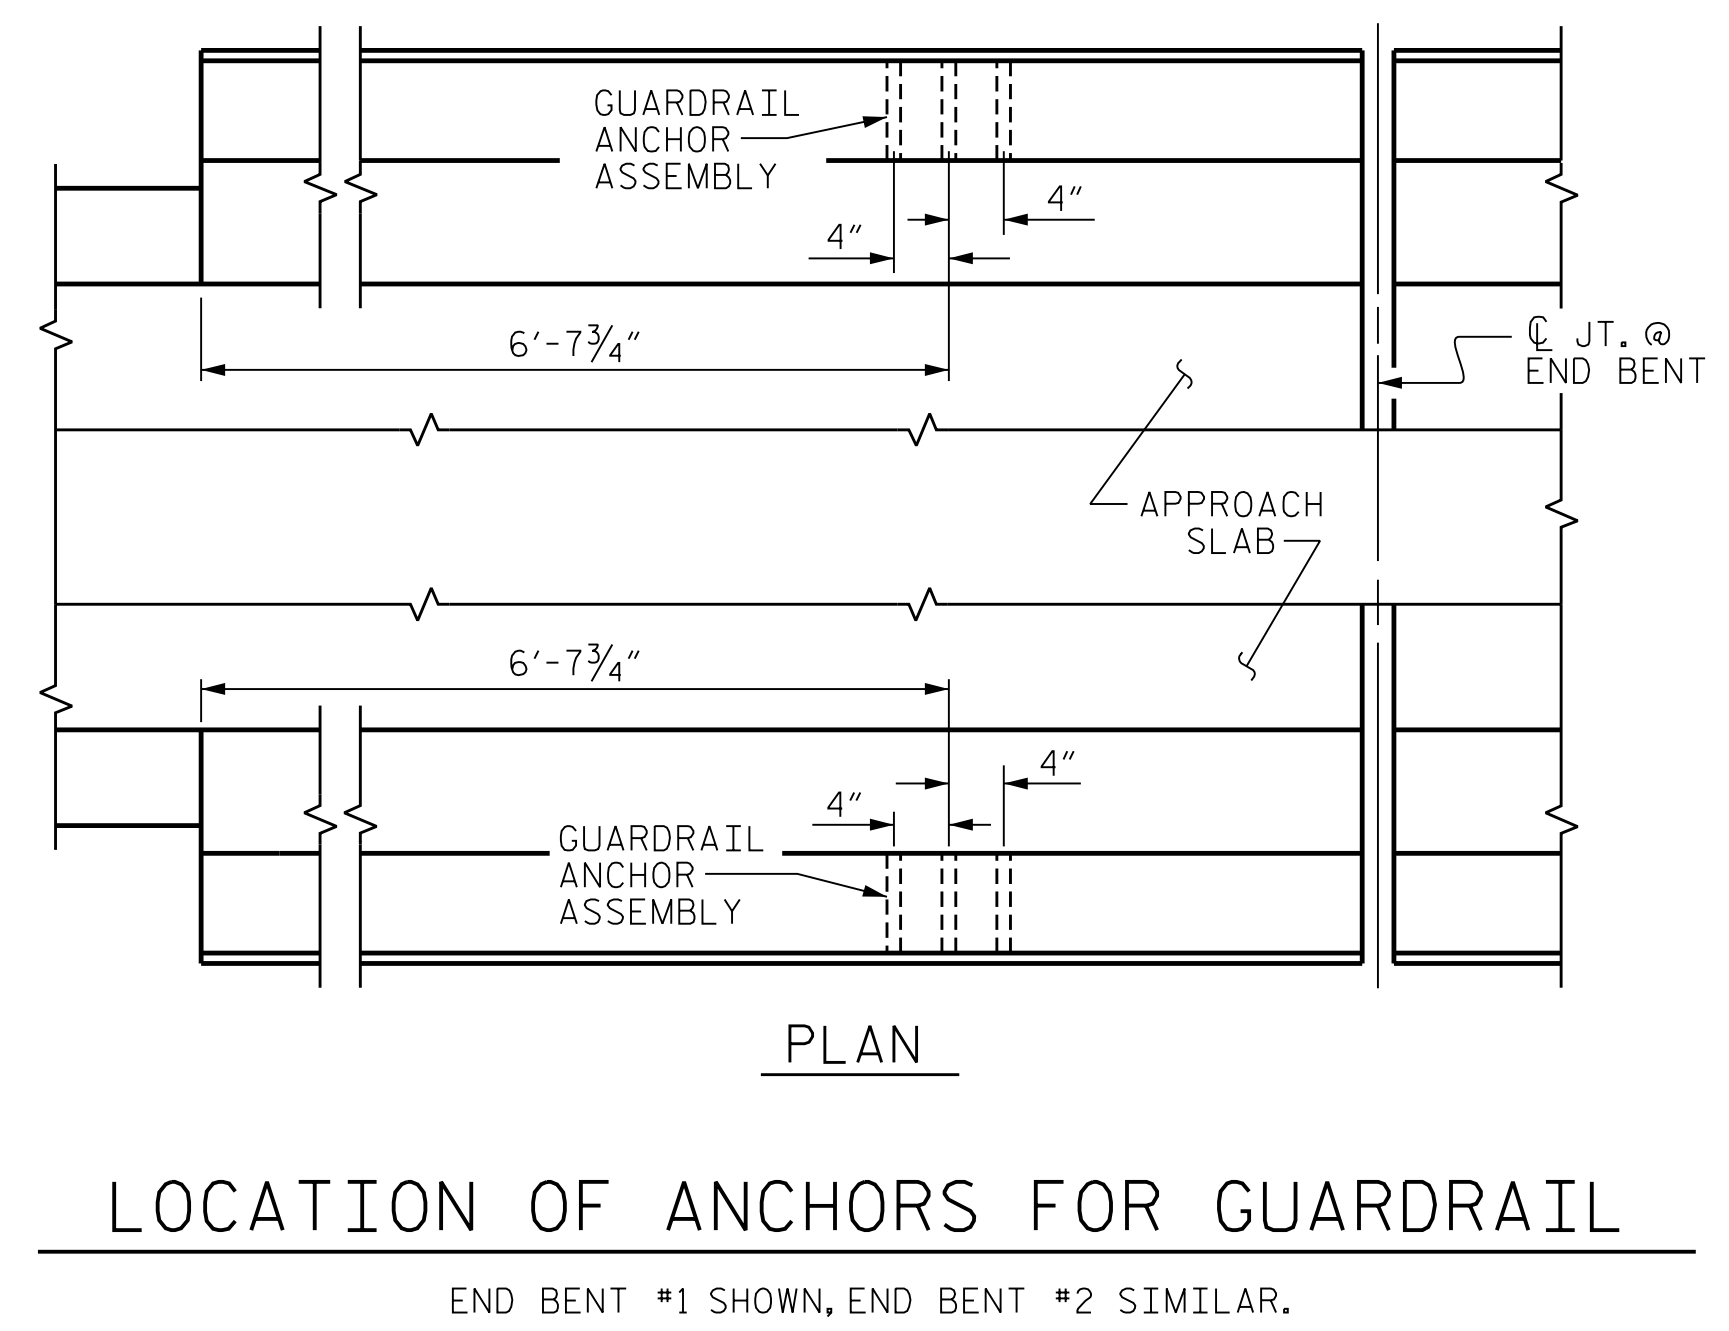 GUARDRAIL
ANCHOR
ASSEMBLY
4"
4"
6'-7¾"
℄ JT. @
END BENT
APPROACH
SLAB
6'-7¾"
4"
4"
GUARDRAIL
ANCHOR
ASSEMBLY
PLAN
LOCATION OF ANCHORS FOR GUARDRAIL
END BENT #1 SHOWN, END BENT #2 SIMILAR.